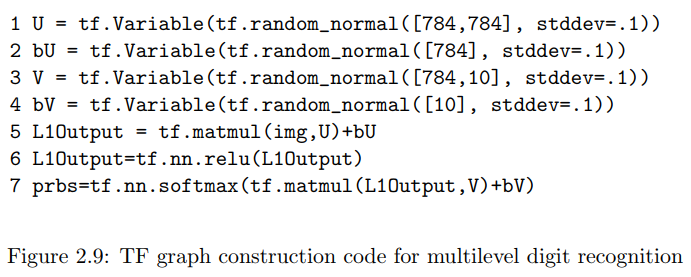 1 U = tf.Variable(tf.random_normal([784,784], stddev=.1))
2 bU = tf.Variable(tf.random_normal([784], stddev=.1))
3 V = tf.Variable(tf.random_normal([784,10], stddev=.1))
4 bV = tf.Variable(tf.random_normal([10], stddev=.1))
5 L1Output = tf.matmul(img,U)+bU
6 L1Output=tf.nn.relu(L1Output)
7 prbs=tf.nn.softmax(tf.matmul(L1Output,V)+bV)
Figure 2.9: TF graph construction code for multilevel digit recognition